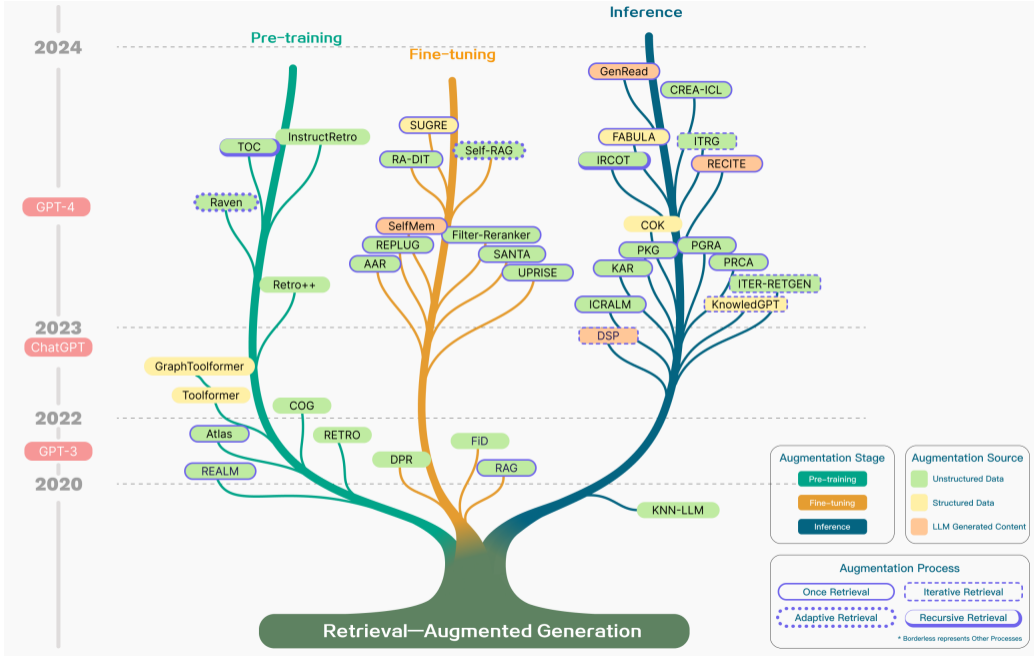 Inference
Pre-training
2024
Fine-tuning
GenRead
CREA-ICL
SUGRE
FABULA
ITRG
InstructRetro
TOC
Self-RAG
RA-DIT
IRCOT
RECITE
Raven
GPT-4
SelfMem
COK
Filter-Reranker
REPLUG
PGRA
PKG
SANTA
AAR
PRCA
KAR
UPRISE
Retro++
ITER-RETGEN
ICRALM
KnowledGPT
2023
DSP
ChatGPT
GraphToolformer
Toolformer
COG
2022
Atlas
RETRO
FiD
GPT-3
DPR
RAG
REALM
2020
KNN-LLM
Augmentation Stage
Pre-training
Fine-tuning
Inference
Augmentation Source
Unstructured Data
Structured Data
LLM Generated Content
Augmentation Process
Once Retrieval
Iterative Retrieval
Adaptive Retrieval
Recursive Retrieval
* Borderless represents Other Processes
Retrieval—Augmented Generation